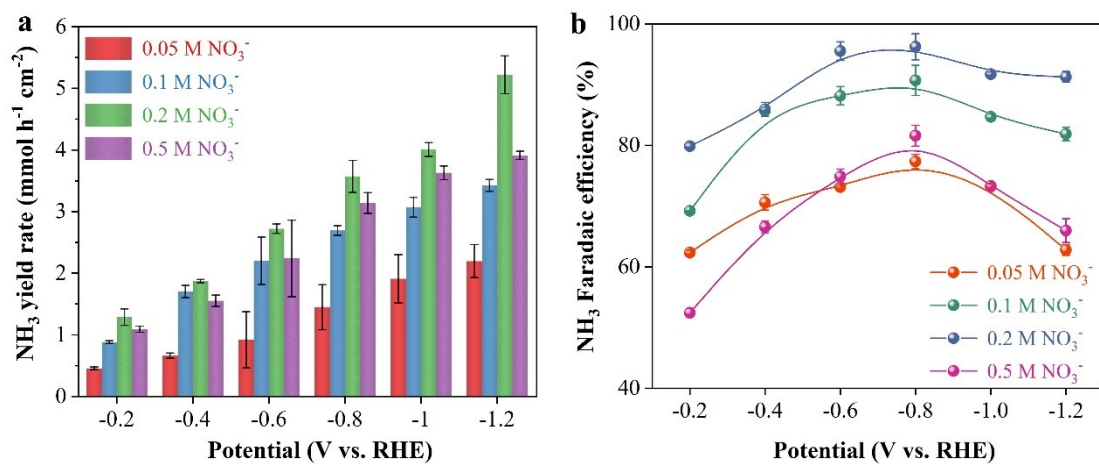 a
NH₃ yield rate (mmol h⁻¹ cm⁻²)
6
5
4
3
2
1
0
0.05 M NO₃⁻
0.1 M NO₃⁻
0.2 M NO₃⁻
0.5 M NO₃⁻
-0.2 -0.4 -0.6 -0.8 -1 -1.2
Potential (V vs. RHE)
b
NH₃ Faradaic efficiency (%)
100
80
60
40
0.05 M NO₃⁻
0.1 M NO₃⁻
0.2 M NO₃⁻
0.5 M NO₃⁻
-0.2 -0.4 -0.6 -0.8 -1.0 -1.2
Potential (V vs. RHE)